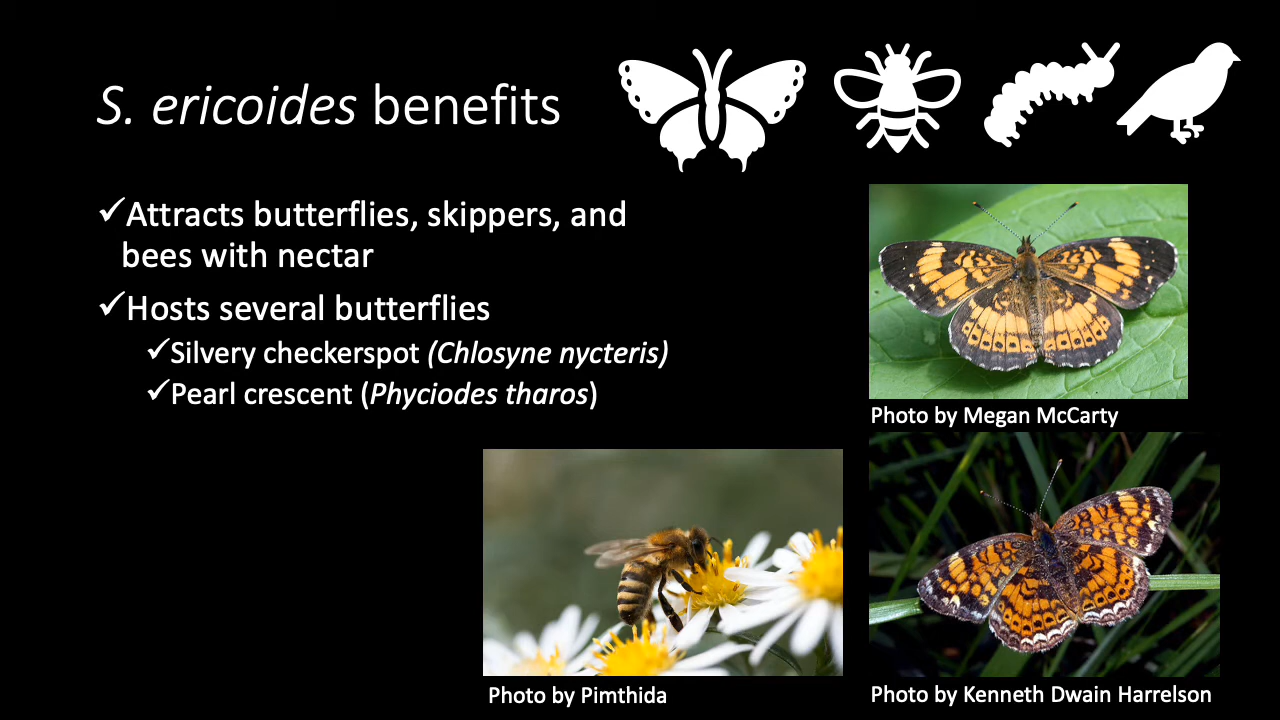 S. ericoides benefits
✓Attracts butterflies, skippers, and
bees with nectar
✓Hosts several butterflies
✓Silvery checkerspot (Chlosyne nycteris)
✓Pearl crescent (Phyciodes tharos)
Photo by Megan McCarty
Photo by Pimthida
Photo by Kenneth Dwain Harrelson